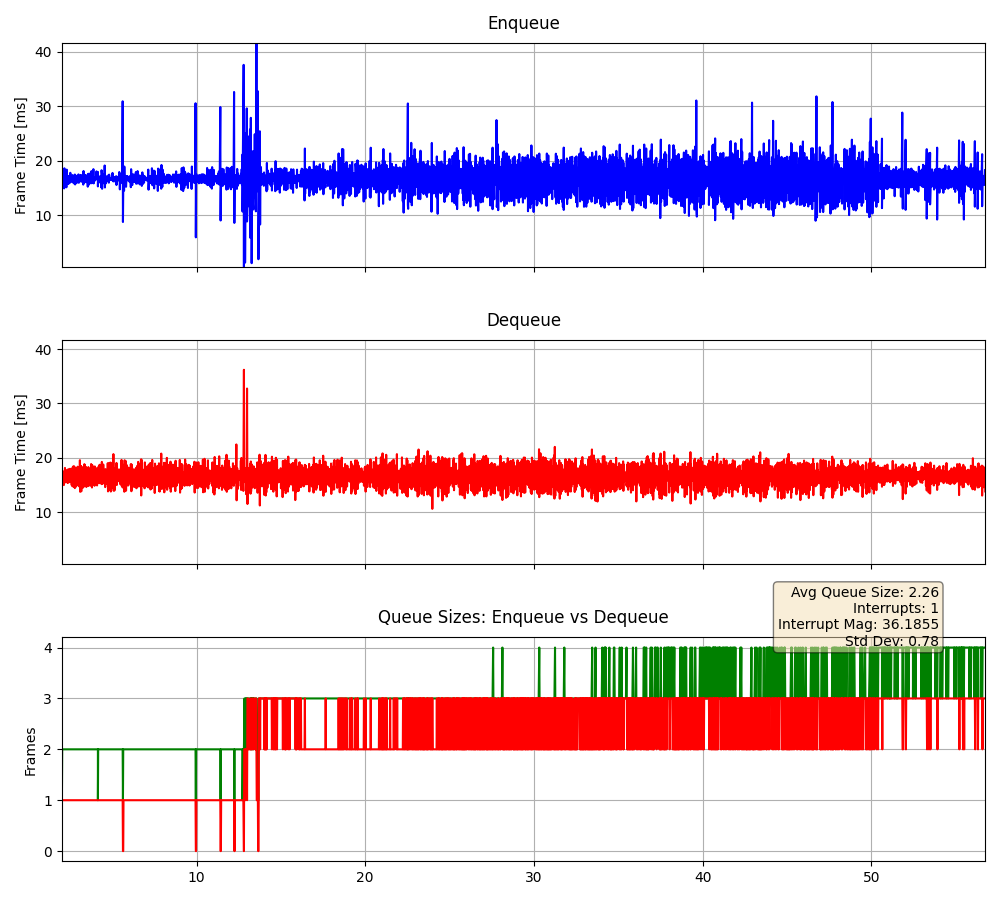 Enqueue
Frame Time [ms]
40
30
20
10
Dequeue
Frame Time [ms]
40
30
20
10
Avg Queue Size: 2.26
Interrupts: 1
Interrupt Mag: 36.1855
Std Dev: 0.78
Queue Sizes: Enqueue vs Dequeue
Frames
4
3
2
1
0
10 20 30 40 50